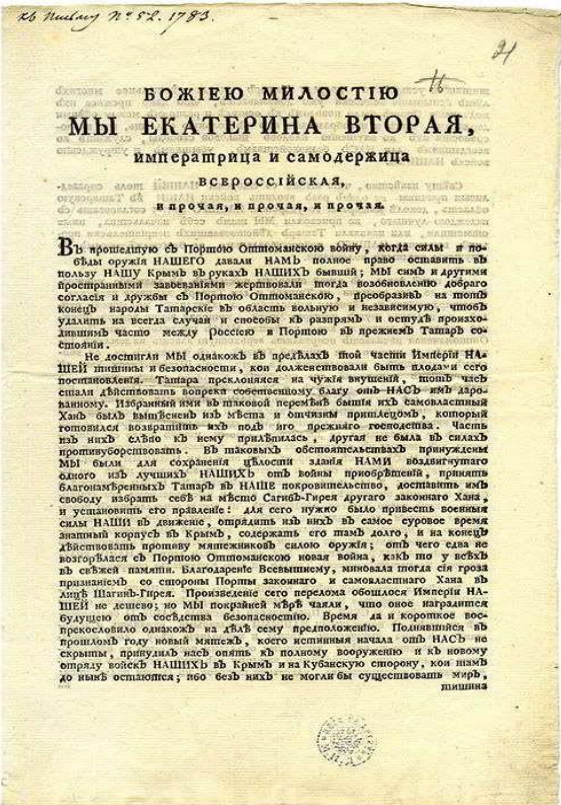 къ письму № 52. 1783.
21
БОЖІЕЮ МИЛОСТІЮ
МЫ ЕКАТЕРИНА ВТОРАЯ,
императрица и самодержица
ВСЕРОССІЙСКАЯ,
и прочая, и прочая, и прочая.
Въ прошедшую съ Портою Оттоманскою войну, когда силы и по-
бѣды оружія НАШЕГО давали НАМЪ полное право оставить въ
пользу НАШУ Крымъ въ рукахъ НАШИХЪ бывшій; МЫ симъ и другими
пространными завоеваніями жертвовали тогда возобновленію добраго
согласія и дружбы съ Портою Оттоманскою, преобразивъ на тотъ
конецъ народы Татарскіе въ область вольную и независимую, чтобъ
удалить на всегда случаи и способы къ распрямъ и остудѣ произхо-
дившимъ часто между Россіею и Портою въ прежнемъ Татаръ со-
стояніи.
Не достигли МЫ однакожъ въ предѣлахъ той части Имперіи НА-
ШЕЙ тишины и безопасности, кои долженствовали быть плодами сего
постановленія. Татара преклоняяся на чужія внушенія, тотъ часъ
стали дѣйствовать вопреки собственному благу отъ НАСЪ имъ даро-
ванному. Избранный ими въ таковой перемѣнѣ бытія ихъ самовластный
Ханъ былъ вытѣсненъ изъ мѣста и отчизны пришлецомъ, который
готовился возвратить ихъ подъ иго прежняго господства. Часть
изъ нихъ слѣпо къ нему прилѣпилась, другая не была въ силахъ
противуборствовать. Въ таковыхъ обстоятельствахъ принуждены
МЫ были для сохраненія цѣлости зданія НАМИ воздвигнутаго
одного изъ лучшихъ НАШИХЪ отъ войны приобрѣтеній, принять
благонамѣренныхъ Татаръ въ НАШЕ покровительство, доставить имъ
свободу избрать себѣ на мѣсто Сагибъ-Гирея другаго законнаго Хана,
и установить его правленіе: для сего нужно было привесть военныя
силы НАШИ въ движеніе, отрядить изъ нихъ въ самое суровое время
знатный корпусъ въ Крымъ, содержать его тамъ долго, и на конецъ
дѣйствовать противу мятежниковъ силою оружія; отъ чего едва не
возгорѣлася съ Портою Оттоманскою новая война, какъ то у всѣхъ
въ свѣжей памяти. Благодареніе Всевышнему, миновала тогда сія гроза
признаніемъ со стороны Порты законнаго и самовластнаго Хана въ
лицѣ Шагинъ-Гирея. Произведеніе сего перелома обошлося Имперіи НА-
ШЕЙ не дешево; но МЫ покрайней мѣрѣ чаяли, что оное наградится
будущею отъ сосѣдства безопасностію. Время да и короткое вос-
прекословило однакожъ на дѣлѣ сему предположенію. Поднявшійся въ
прошломъ году новый мятежъ, коего истинныя начала отъ НАСЪ не
скрыты, принудилъ насъ опять къ полному вооруженію и къ новому
отряду войскъ НАШИХЪ въ Крымъ и на Кубанскую сторону, кои тамъ
до нынѣ остаются; ибо безъ нихъ не могли бы существовать миръ,
тишина